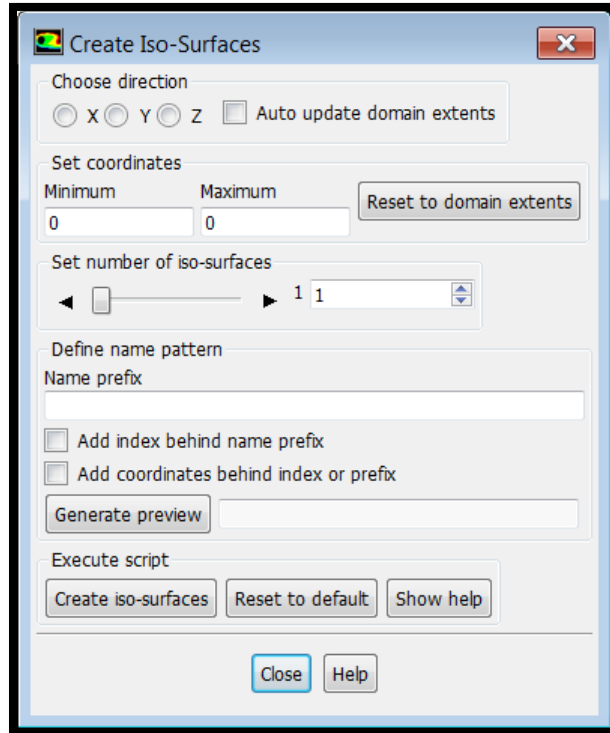 Create Iso-Surfaces
Choose direction
X Y Z Auto update domain extents
Set coordinates
Minimum Maximum
0 0 Reset to domain extents
Set number of iso-surfaces
1 1
Define name pattern
Name prefix
Add index behind name prefix
Add coordinates behind index or prefix
Generate preview
Execute script
Create iso-surfaces Reset to default Show help
Close Help